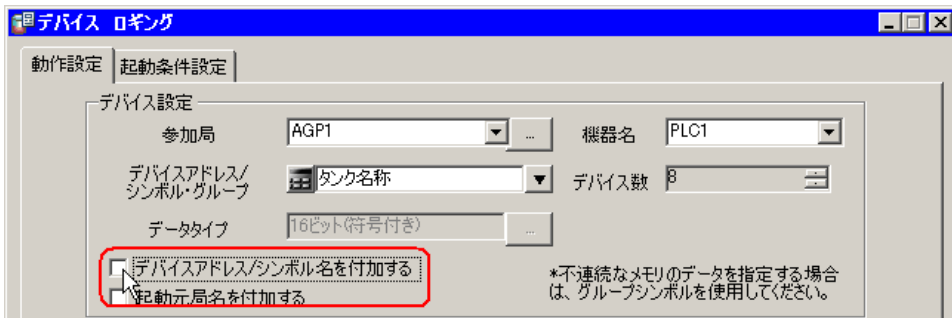 デバイス ロギング
動作設定 起動条件設定
デバイス設定
参加局 AGP1 ... 機器名 PLC1
デバイスアドレス/
シンボル・グループ タンク名称 デバイス数 8
データタイプ 16ビット(符号付き) ...
デバイスアドレス/シンボル名を付加する
起動元局名を付加する
*不連続なメモリのデータを指定する場合
は、グループシンボルを使用してください。